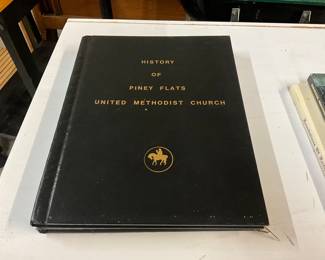 HISTORY
OF
PINEY FLATS
UNITED METHODIST CHURCH